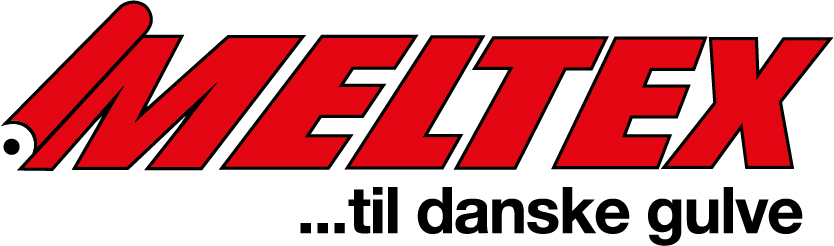 MELTEX
...til danske gulve